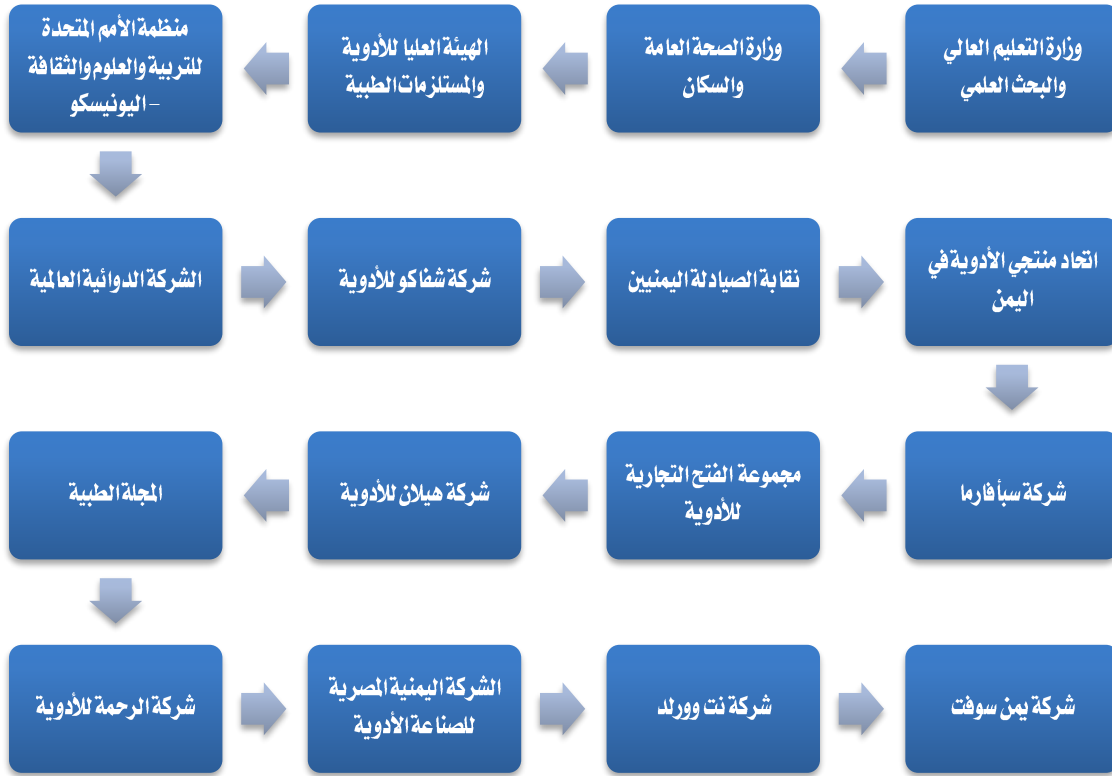 وزارة التعليم العالي
والبحث العلمي
وزارة الصحة العامة
والسكان
الهيئة العليا للأدوية
والمستلزمات الطبية
منظمة الأمم المتحدة
للتربية والعلوم والثقافة
– اليونيسكو
الشركة الدوائية العالمية
شركة شفاكو للأدوية
نقابة الصيادلة اليمنيين
اتحاد منتجي الأدوية في
اليمن
شركة سبأ فارما
مجموعة الفتح التجارية
للأدوية
شركة هيلان للأدوية
المجلة الطبية
شركة الرحمة للأدوية
الشركة اليمنية المصرية
للصناعة الأدوية
شركة نت وورلد
شركة يمن سوفت